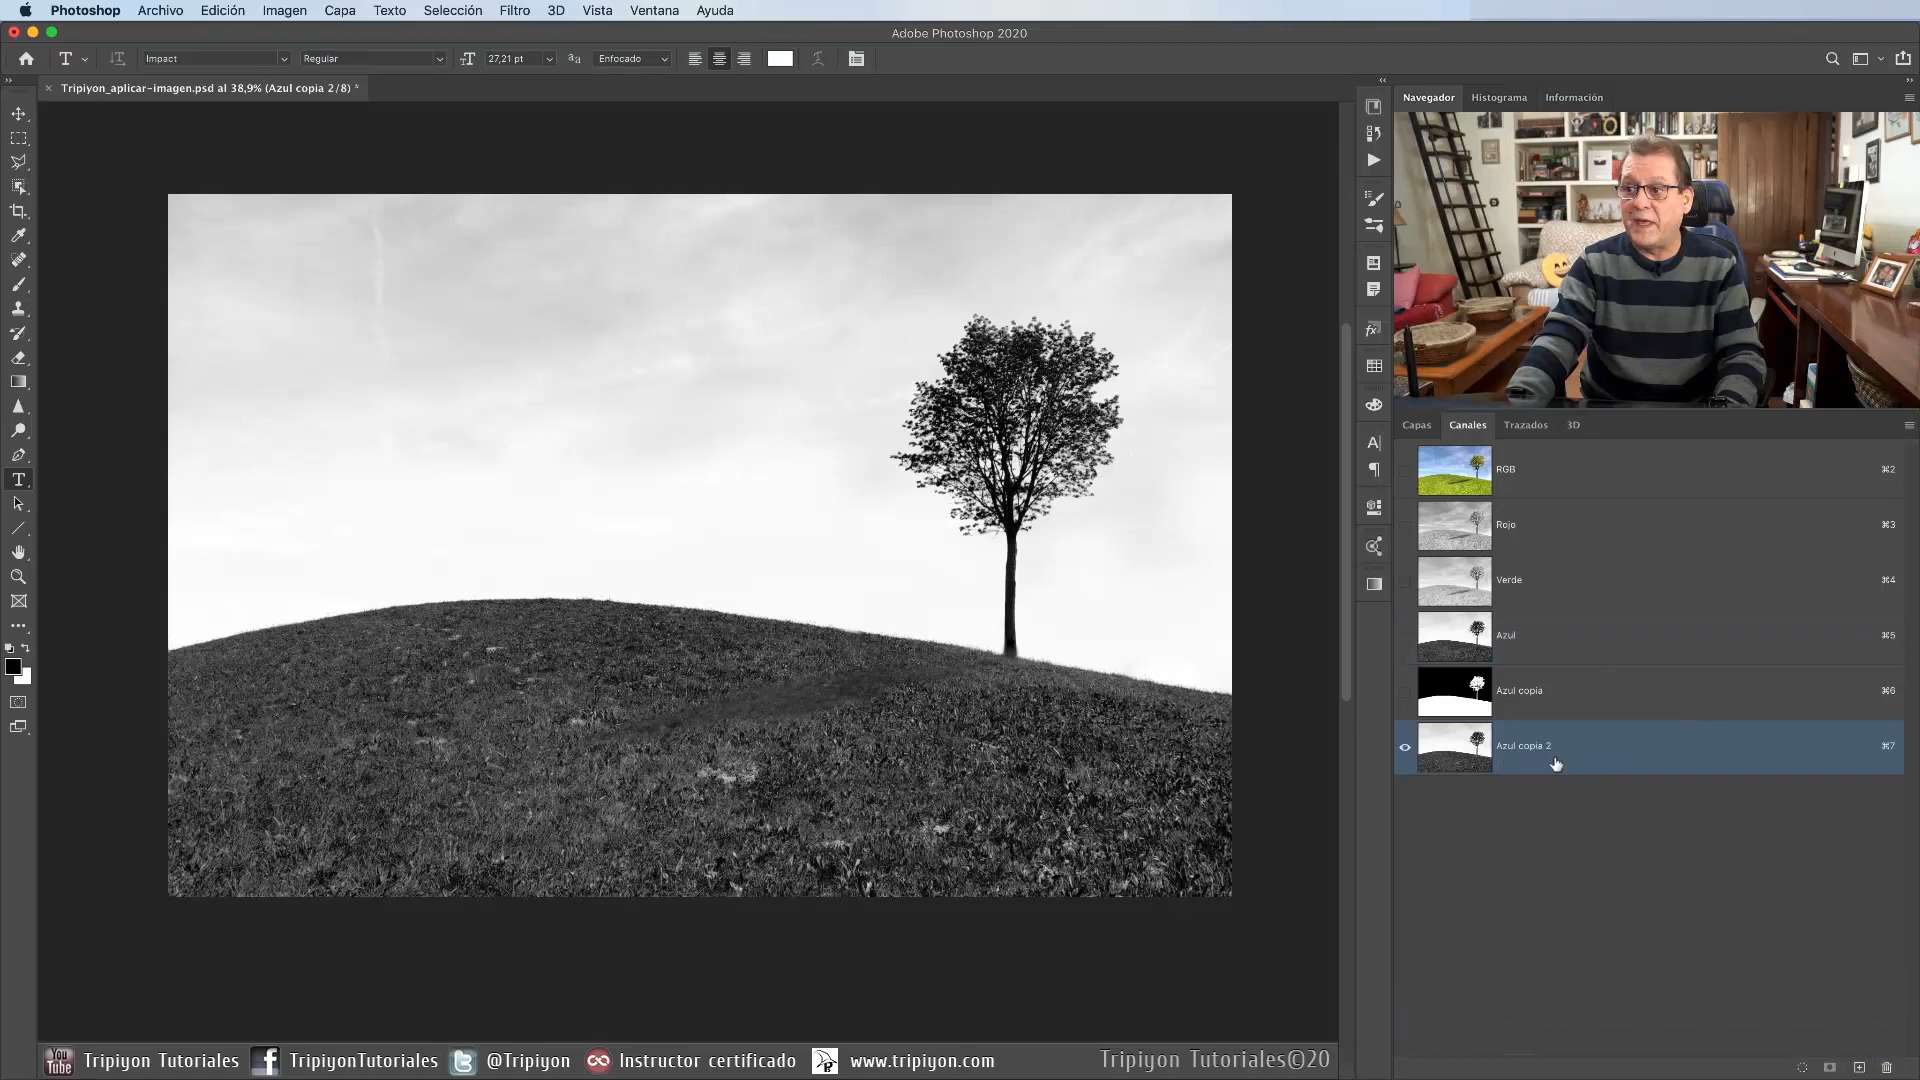 Photoshop Archivo Edición Imagen Capa Texto Selección Filtro 3D Vista Ventana Ayuda
Adobe Photoshop 2020
T Impact Regular 27,21 pt Enfocado
Tripiyon_aplicar-imagen.psd al 38,9% (Azul copia 2/8) *
Navegador Histograma Información
Capas Canales Trazados 3D
RGB ⌘2
Rojo ⌘3
Verde ⌘4
Azul ⌘5
Azul copia ⌘6
Azul copia 2 ⌘7
You Tube Tripiyon Tutoriales TripiyonTutoriales @Tripiyon Instructor certificado www.tripiyon.com Tripiyon Tutoriales©20